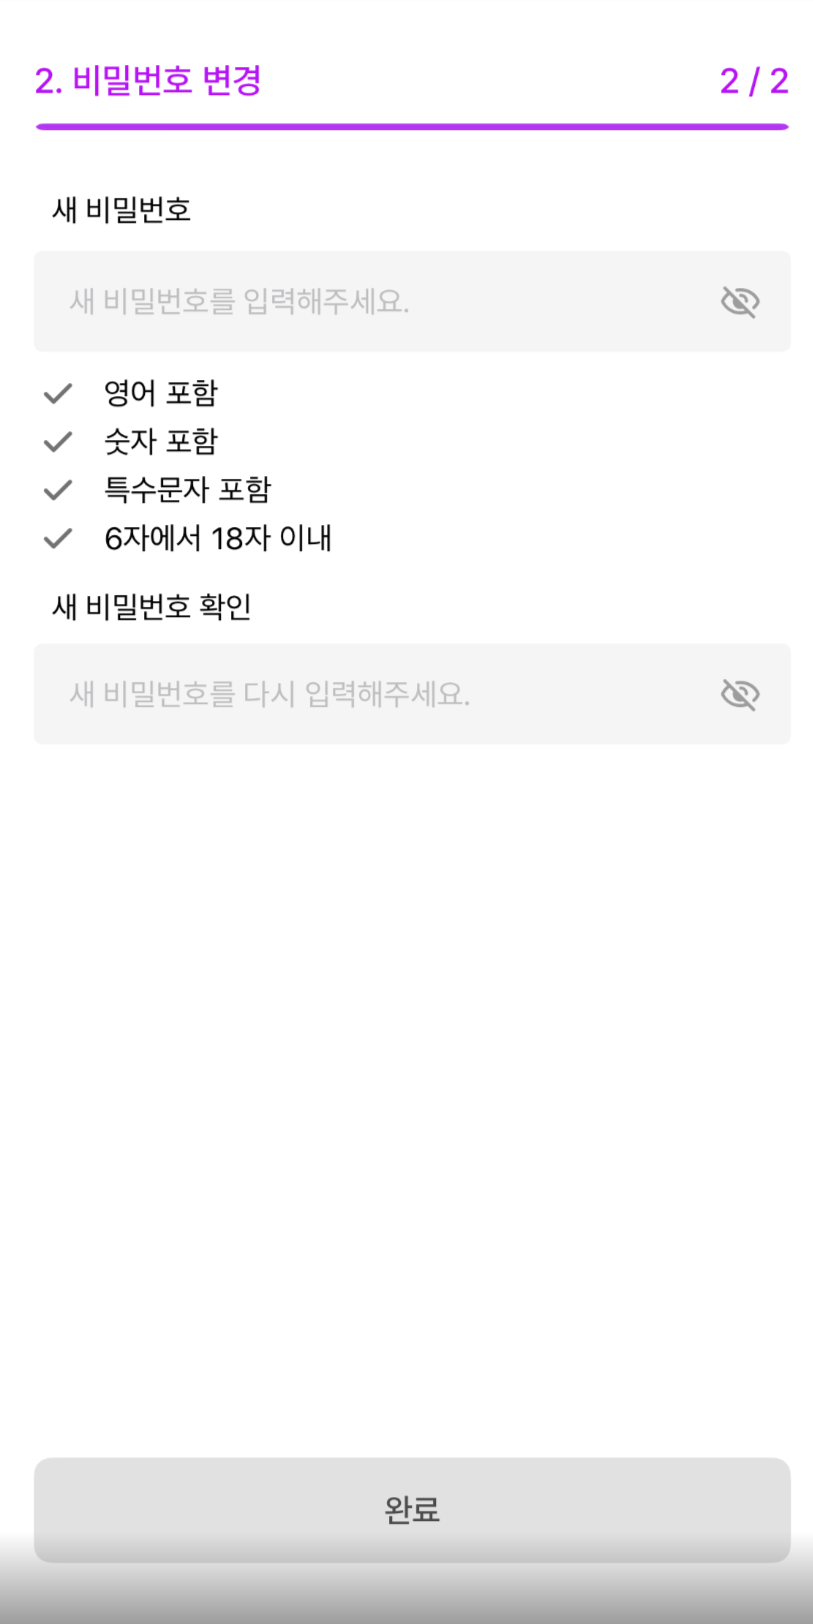 2. 비밀번호 변경 2 / 2
새 비밀번호
새 비밀번호를 입력해주세요.
영어 포함
숫자 포함
특수문자 포함
6자에서 18자 이내
새 비밀번호 확인
새 비밀번호를 다시 입력해주세요.
완료